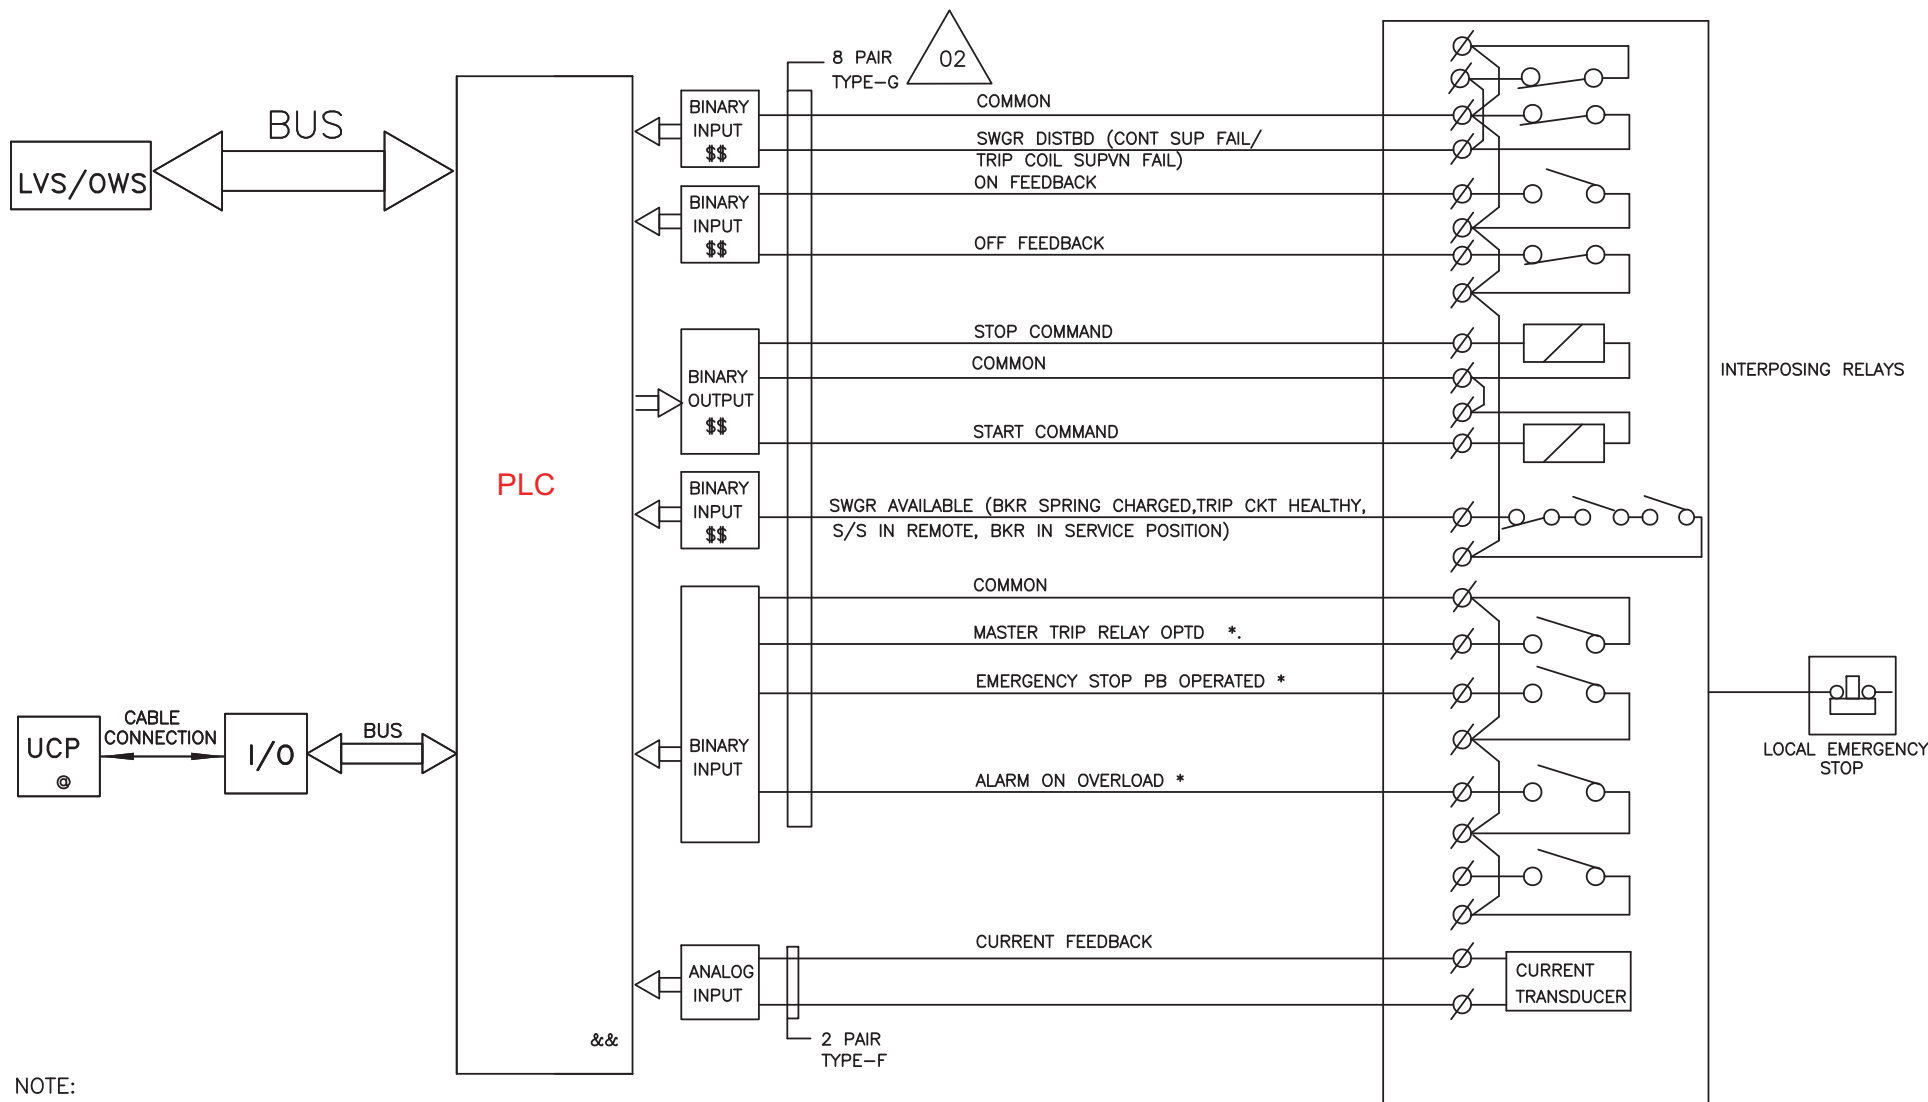 8 PAIR
TYPE-G
02
BUS
LVS/OWS
BINARY
INPUT
$$
COMMON
SWGR DISTBD (CONT SUP FAIL/
TRIP COIL SUPVN FAIL)
BINARY
INPUT
$$
ON FEEDBACK
OFF FEEDBACK
BINARY
OUTPUT
$$
STOP COMMAND
COMMON
START COMMAND
INTERPOSING RELAYS
PLC
BINARY
INPUT
$$
SWGR AVAILABLE (BKR SPRING CHARGED,TRIP CKT HEALTHY,
S/S IN REMOTE, BKR IN SERVICE POSITION)
COMMON
MASTER TRIP RELAY OPTD *.
EMERGENCY STOP PB OPERATED *
BINARY
INPUT
ALARM ON OVERLOAD *
UCP
@
CABLE
CONNECTION
I/O
BUS
LOCAL EMERGENCY
STOP
ANALOG
INPUT
CURRENT FEEDBACK
CURRENT
TRANSDUCER
&&
2 PAIR
TYPE-F
NOTE: